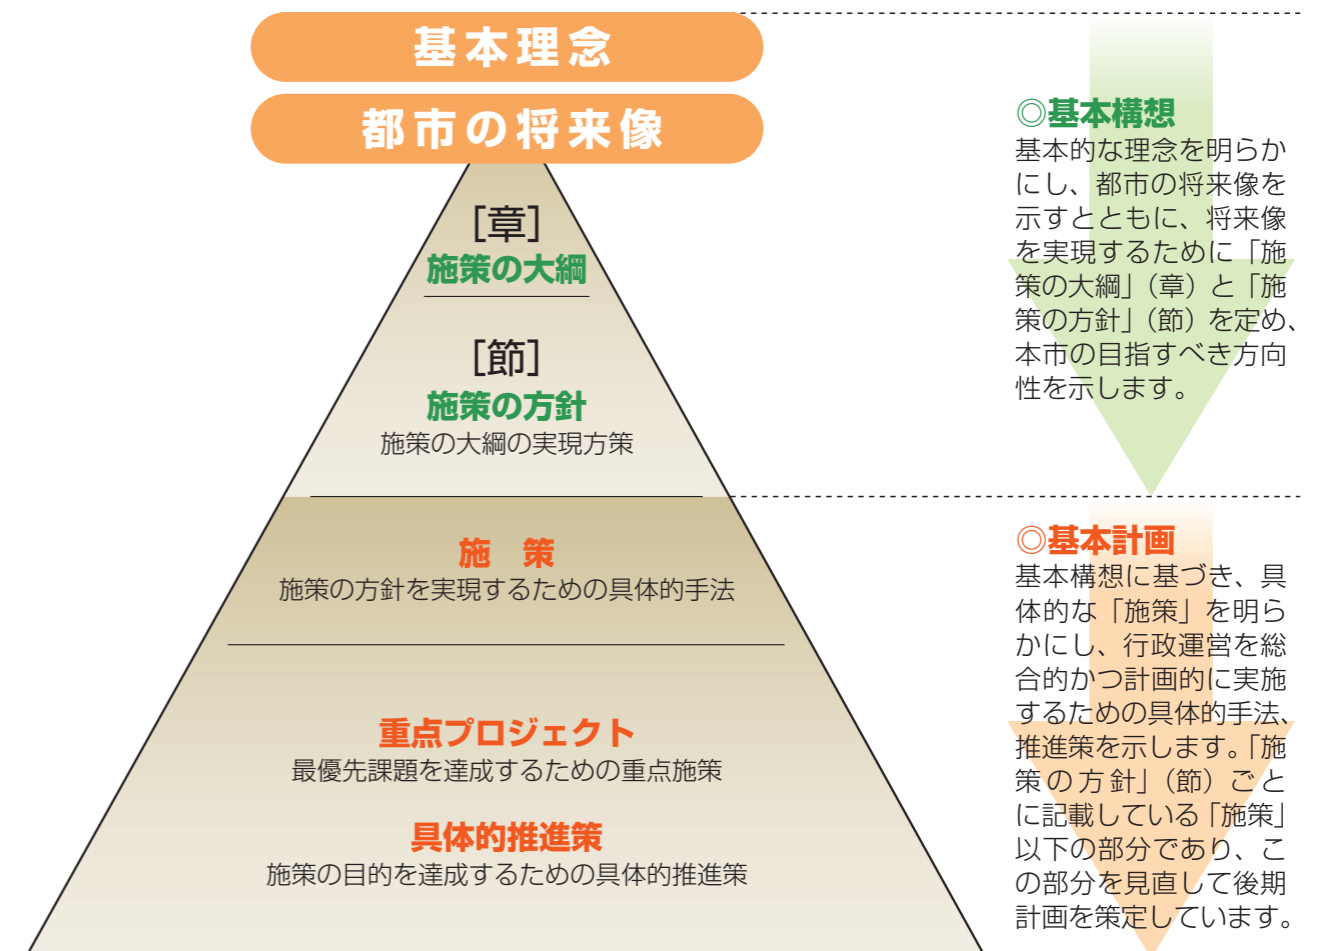 基本理念
都市の将来像
[章]
施策の大綱
[節]
施策の方針
施策の大綱の実現方策
施 策
施策の方針を実現するための具体的手法
重点プロジェクト
最優先課題を達成するための重点施策
具体的推進策
施策の目的を達成するための具体的推進策
◎基本構想
基本的な理念を明らか
にし、都市の将来像を
示すとともに、将来像
を実現するために「施
策の大綱」（章）と「施
策の方針」（節）を定め、
本市の目指すべき方向
性を示します。
◎基本計画
基本構想に基づき、具
体的な「施策」を明ら
かにし、行政運営を総
合的かつ計画的に実施
するための具体的手法、
推進策を示します。「施
策の方針」（節）ごと
に記載している「施策」
以下の部分であり、こ
の部分を見直して後期
計画を策定しています。